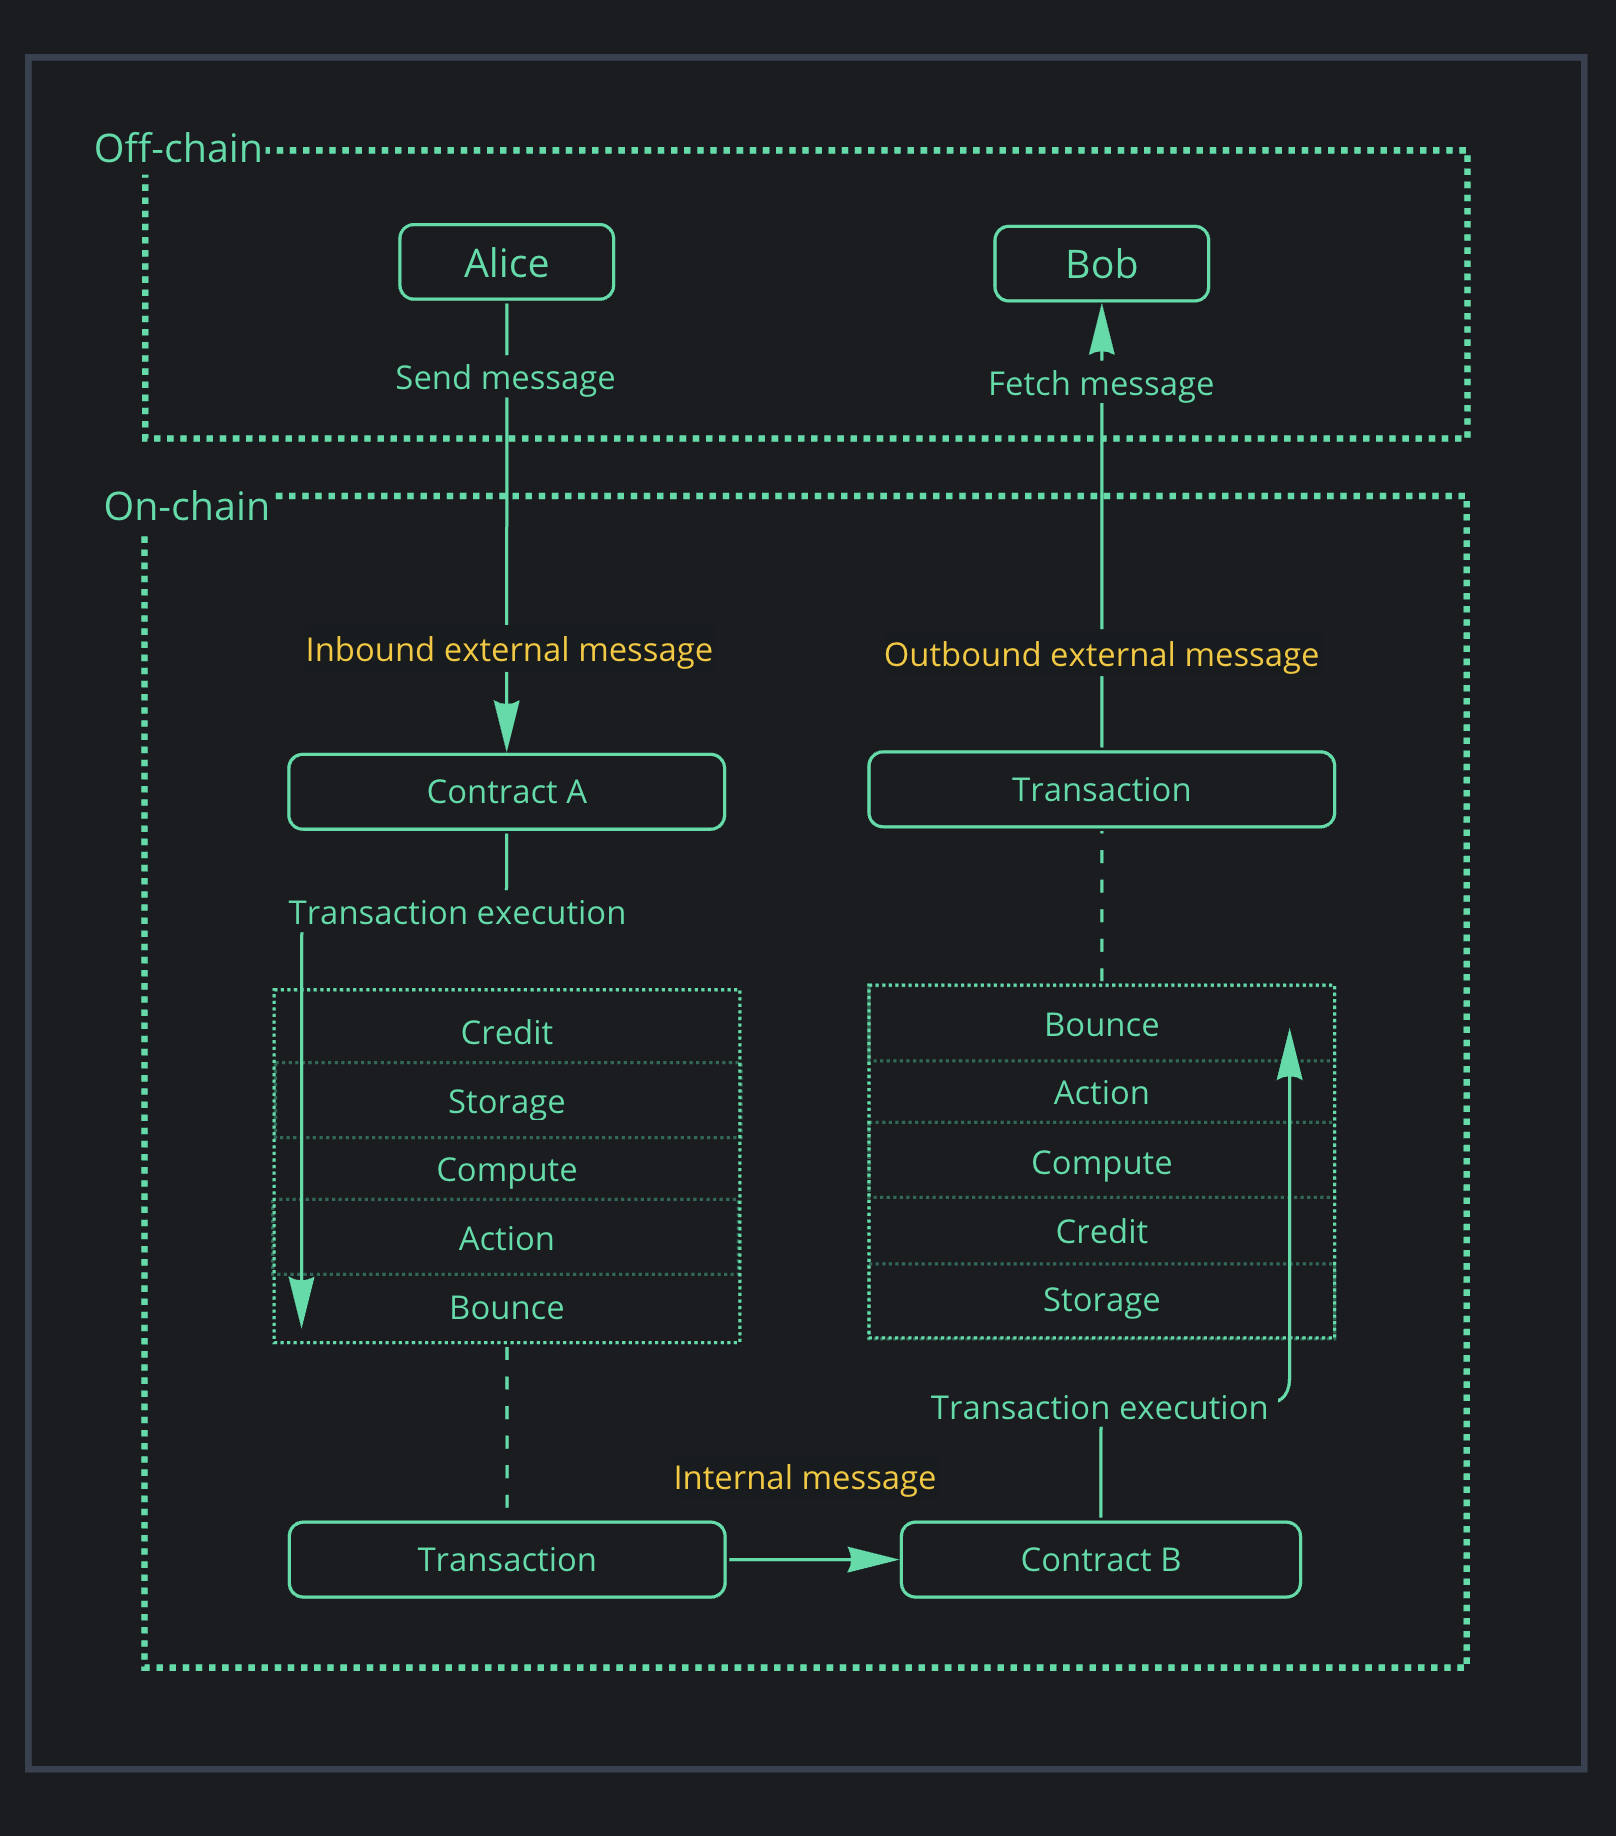 Off-chain
Alice
Bob
Send message
Fetch message
On-chain
Inbound external message
Outbound external message
Contract A
Transaction
Transaction execution
Credit
Storage
Compute
Action
Bounce
Bounce
Action
Compute
Credit
Storage
Transaction execution
Internal message
Transaction
Contract B